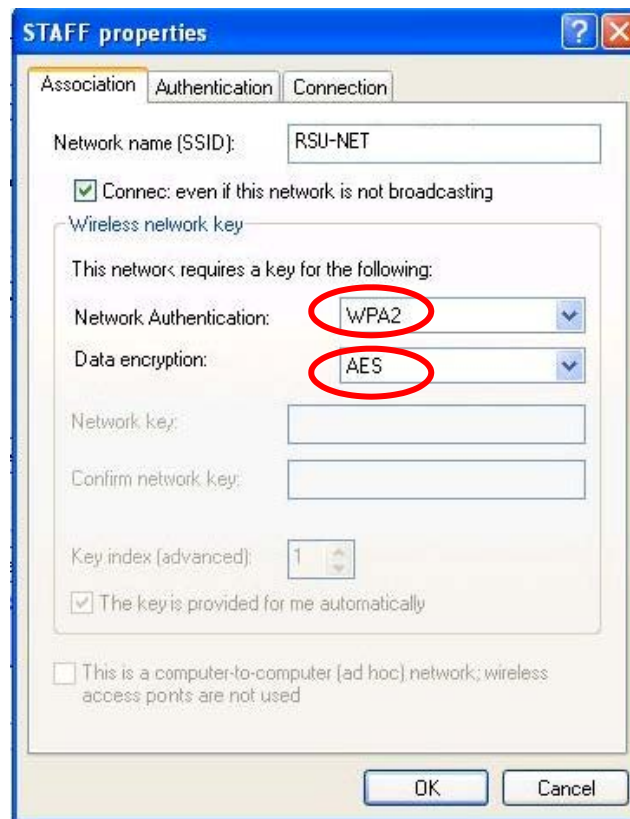 STAFF properties
Association Authentication Connection
Network name (SSID): RSU-NET
Connec: even if this network is not broadcasting
Wireless network key
This network requires a key for the following:
Network Authentication: WPA2
Data encryption: AES
Network key:
Confirm network key:
Key index (advanced): 1
The key is provided for me automatically
This is a computer-to-computer (ad hoc) network; wireless
access ponts are not used
OK Cancel